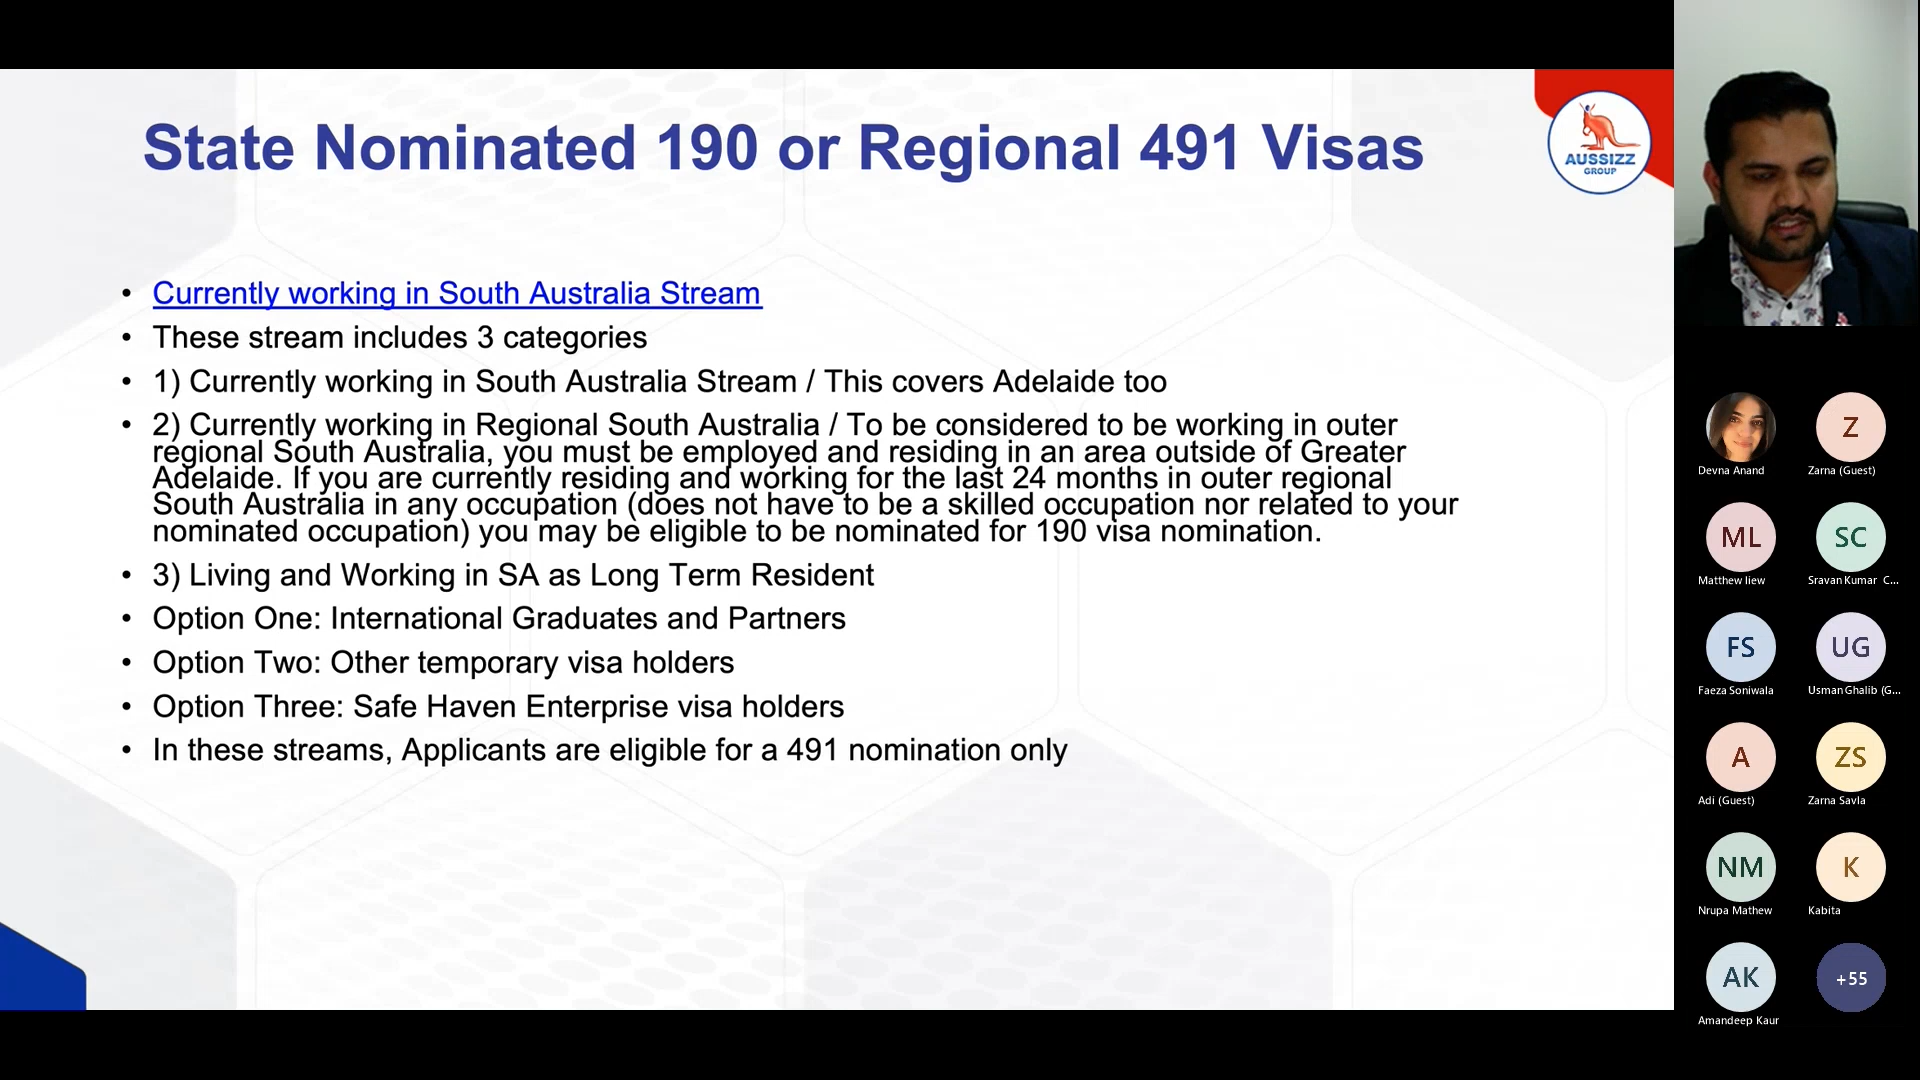 State Nominated 190 or Regional 491 Visas
AUSSIZZ
GROUP
• Currently working in South Australia Stream
• These stream includes 3 categories
• 1) Currently working in South Australia Stream / This covers Adelaide too
• 2) Currently working in Regional South Australia / To be considered to be working in outer
regional South Australia, you must be employed and residing in an area outside of Greater
Adelaide. If you are currently residing and working for the last 24 months in outer regional
South Australia in any occupation (does not have to be a skilled occupation nor related to your
nominated occupation) you may be eligible to be nominated for 190 visa nomination.
• 3) Living and Working in SA as Long Term Resident
• Option One: International Graduates and Partners
• Option Two: Other temporary visa holders
• Option Three: Safe Haven Enterprise visa holders
• In these streams, Applicants are eligible for a 491 nomination only
Devna Anand
Z
Zarna (Guest)
ML
Matthew liew
SC
Sravan Kumar C...
FS
Faeza Soniwala
UG
Usman Ghalib (G...
A
Adi (Guest)
ZS
Zarna Savla
NM
Nrupa Mathew
K
Kabita
AK
Amandeep Kaur
+55